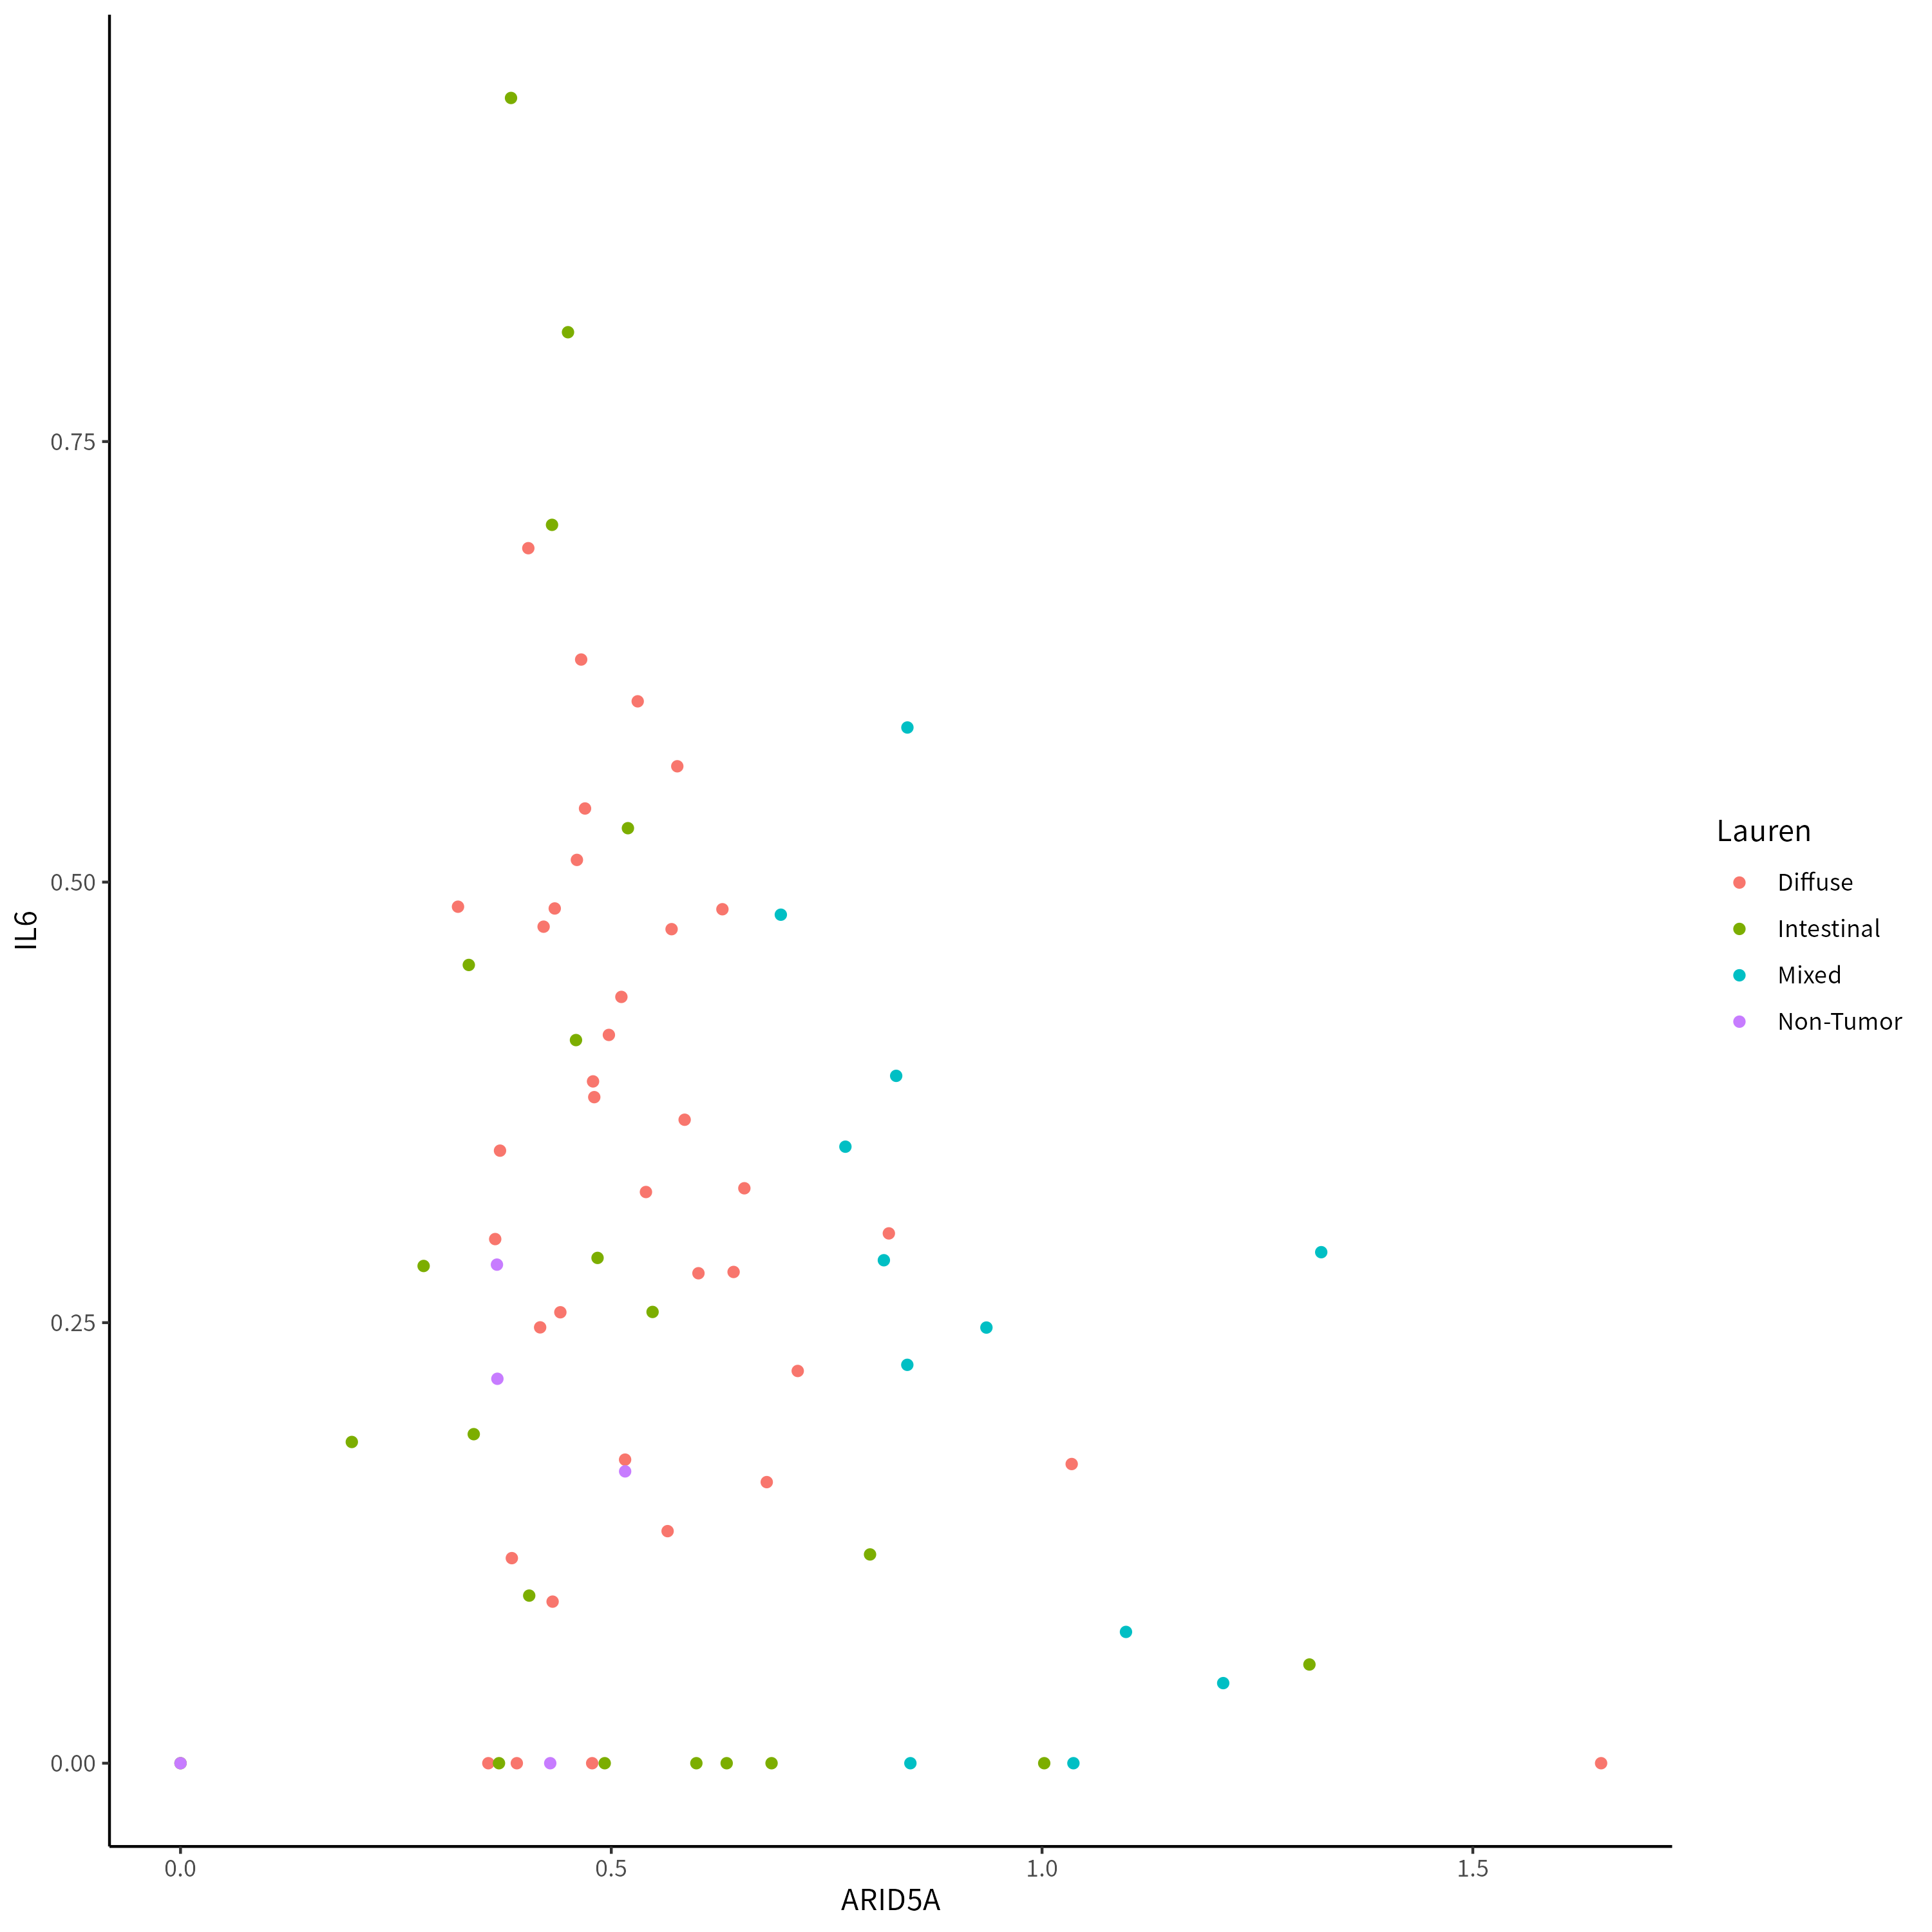 0.75
0.50
0.25
0.00
IL6
0.0
0.5
1.0
1.5
ARID5A
Lauren
Diffuse
Intestinal
Mixed
Non-Tumor